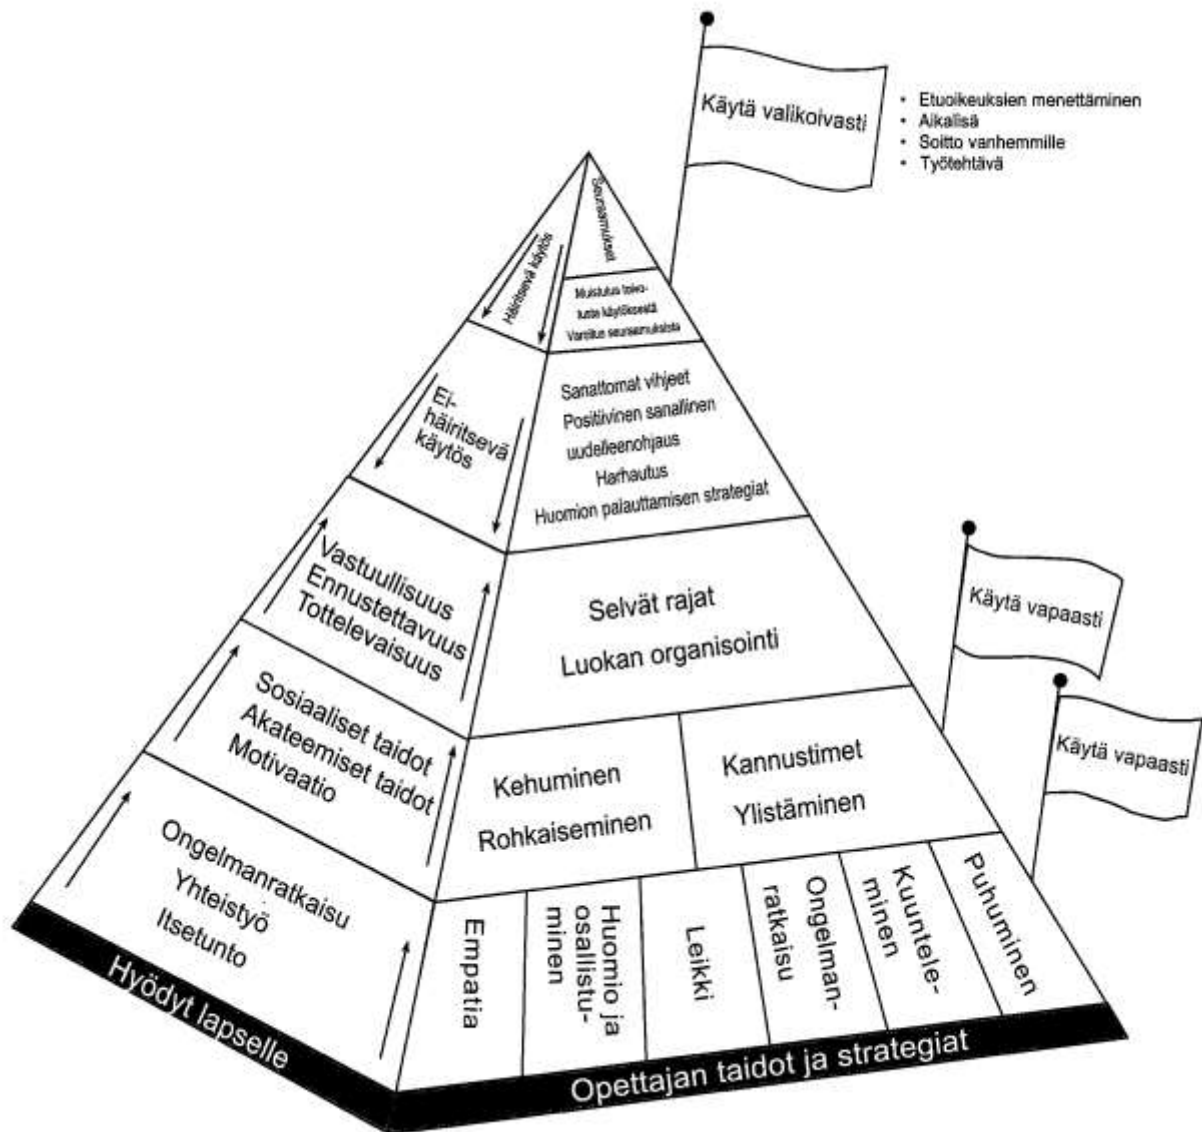 Käytä valikoivasti
• Etuoikeuksien menettäminen
• Aikalisä
• Soitto vanhemmille
• Työtehtävä
Seuraamukset
Häiritsevä käytös
Muistutus toivo-
tusta käytöksestä
Varoitus seuraamuksista
Ei-
häiritsevä
käytös
Sanattomat vihjeet
Positiivinen sanallinen
uudelleenohjaus
Harhautus
Huomion palauttamisen strategiat
Vastuullisuus
Ennustettavuus
Tottelevaisuus
Selvät rajat
Luokan organisointi
Käytä vapaasti
Sosiaaliset taidot
Akateemiset taidot
Motivaatio
Kehuminen
Rohkaiseminen
Kannustimet
Ylistäminen
Käytä vapaasti
Ongelmanratkaisu
Yhteistyö
Itsetunto
Empatia
Huomio ja
osallistu-
minen
Leikki
Ongelman-
ratkaisu
Kuuntele-
minen
Puhuminen
Hyödyt lapselle
Opettajan taidot ja strategiat